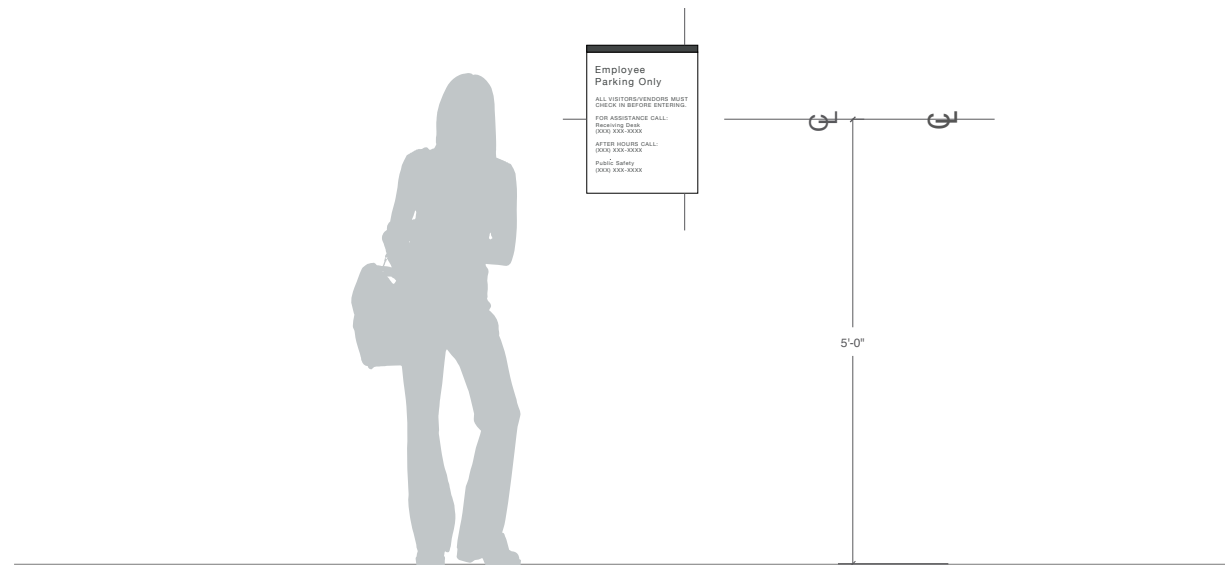 Employee
Parking Only
ALL VISITORS/VENDORS MUST
CHECK IN BEFORE ENTERING.
FOR ASSISTANCE CALL:
Receiving Desk
(XXX) XXX-XXXX
AFTER HOURS CALL:
(XXX) XXX-XXXX
Public Safety
(XXX) XXX-XXXX
5'-0"